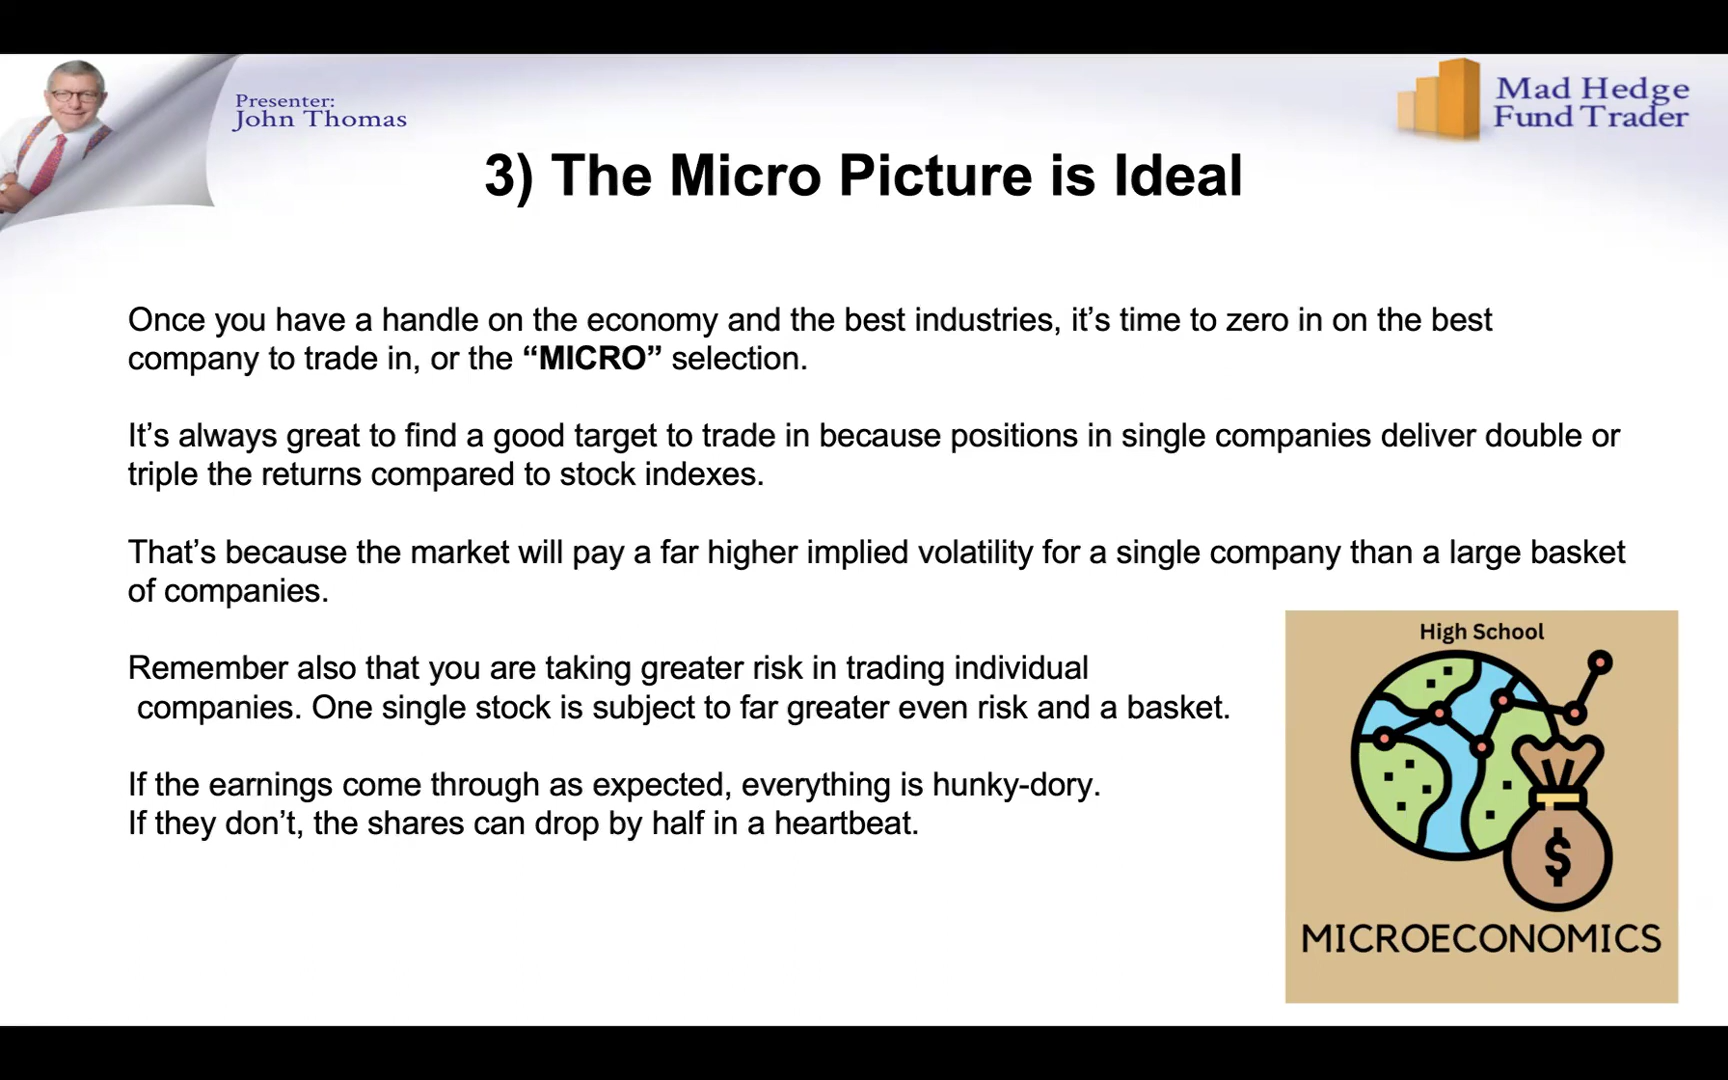 Presenter:
John Thomas
Mad Hedge
Fund Trader
3) The Micro Picture is Ideal
Once you have a handle on the economy and the best industries, it’s time to zero in on the best
company to trade in, or the “MICRO” selection.
It’s always great to find a good target to trade in because positions in single companies deliver double or
triple the returns compared to stock indexes.
That’s because the market will pay a far higher implied volatility for a single company than a large basket
of companies.
Remember also that you are taking greater risk in trading individual
companies. One single stock is subject to far greater even risk and a basket.
If the earnings come through as expected, everything is hunky-dory.
If they don’t, the shares can drop by half in a heartbeat.
High School
$
MICROECONOMICS